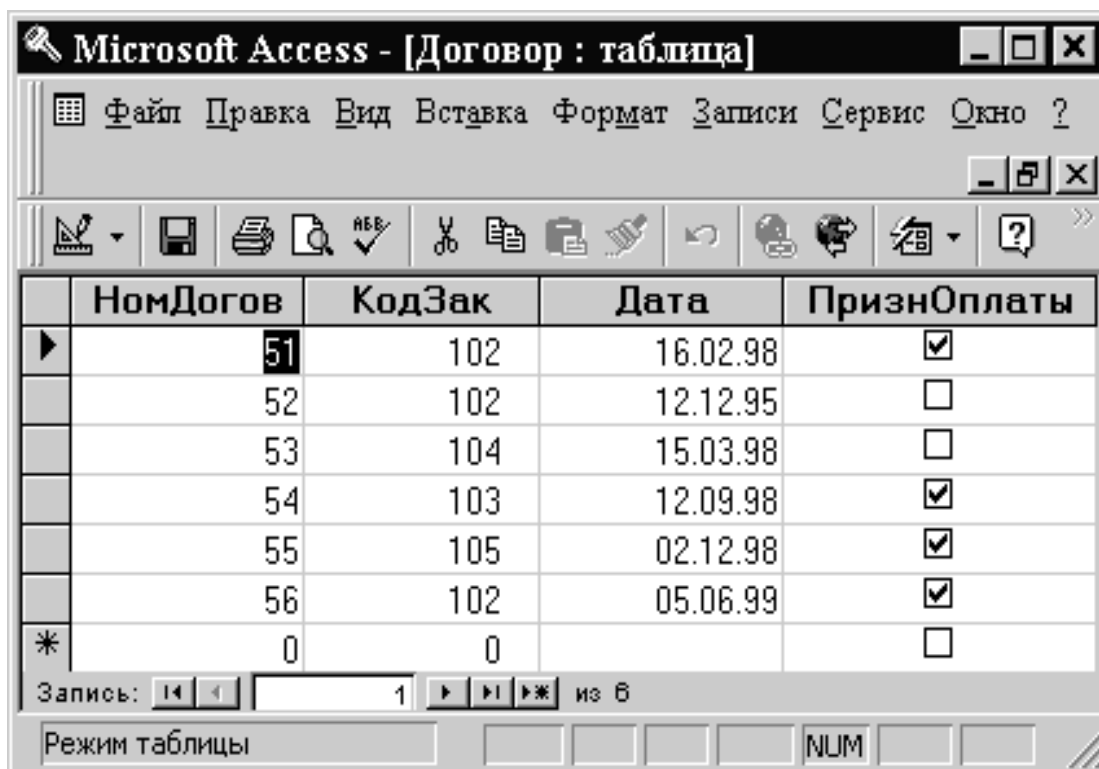 Microsoft Access - [Договор : таблица]
Файл Правка Вид Вставка Формат Записи Сервис Окно ?
АБВ
НомДогов КодЗак Дата ПризнОплаты
51 102 16.02.98
52 102 12.12.95
53 104 15.03.98
54 103 12.09.98
55 105 02.12.98
56 102 05.06.99
0 0
Запись: 1 из 6
Режим таблицы NUM